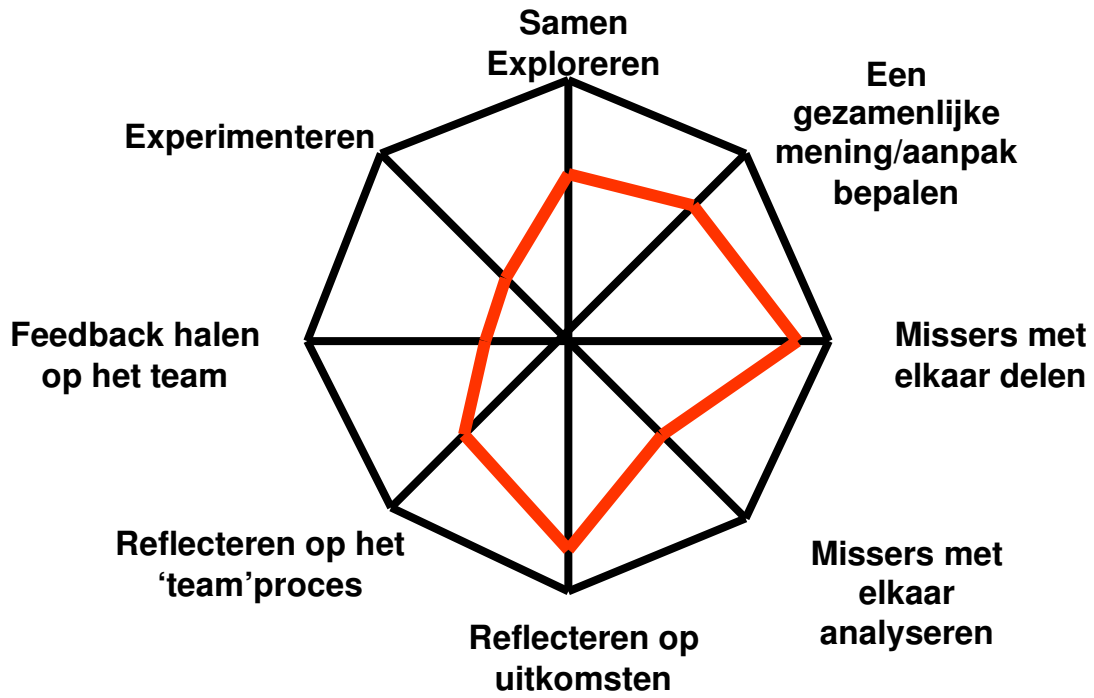 Samen
Exploreren
Een
gezamenlijke
mening/aanpak
bepalen
Experimenteren
Feedback halen
op het team
Missers met
elkaar delen
Reflecteren op het
‘team’proces
Missers met
elkaar
analyseren
Reflecteren op
uitkomsten